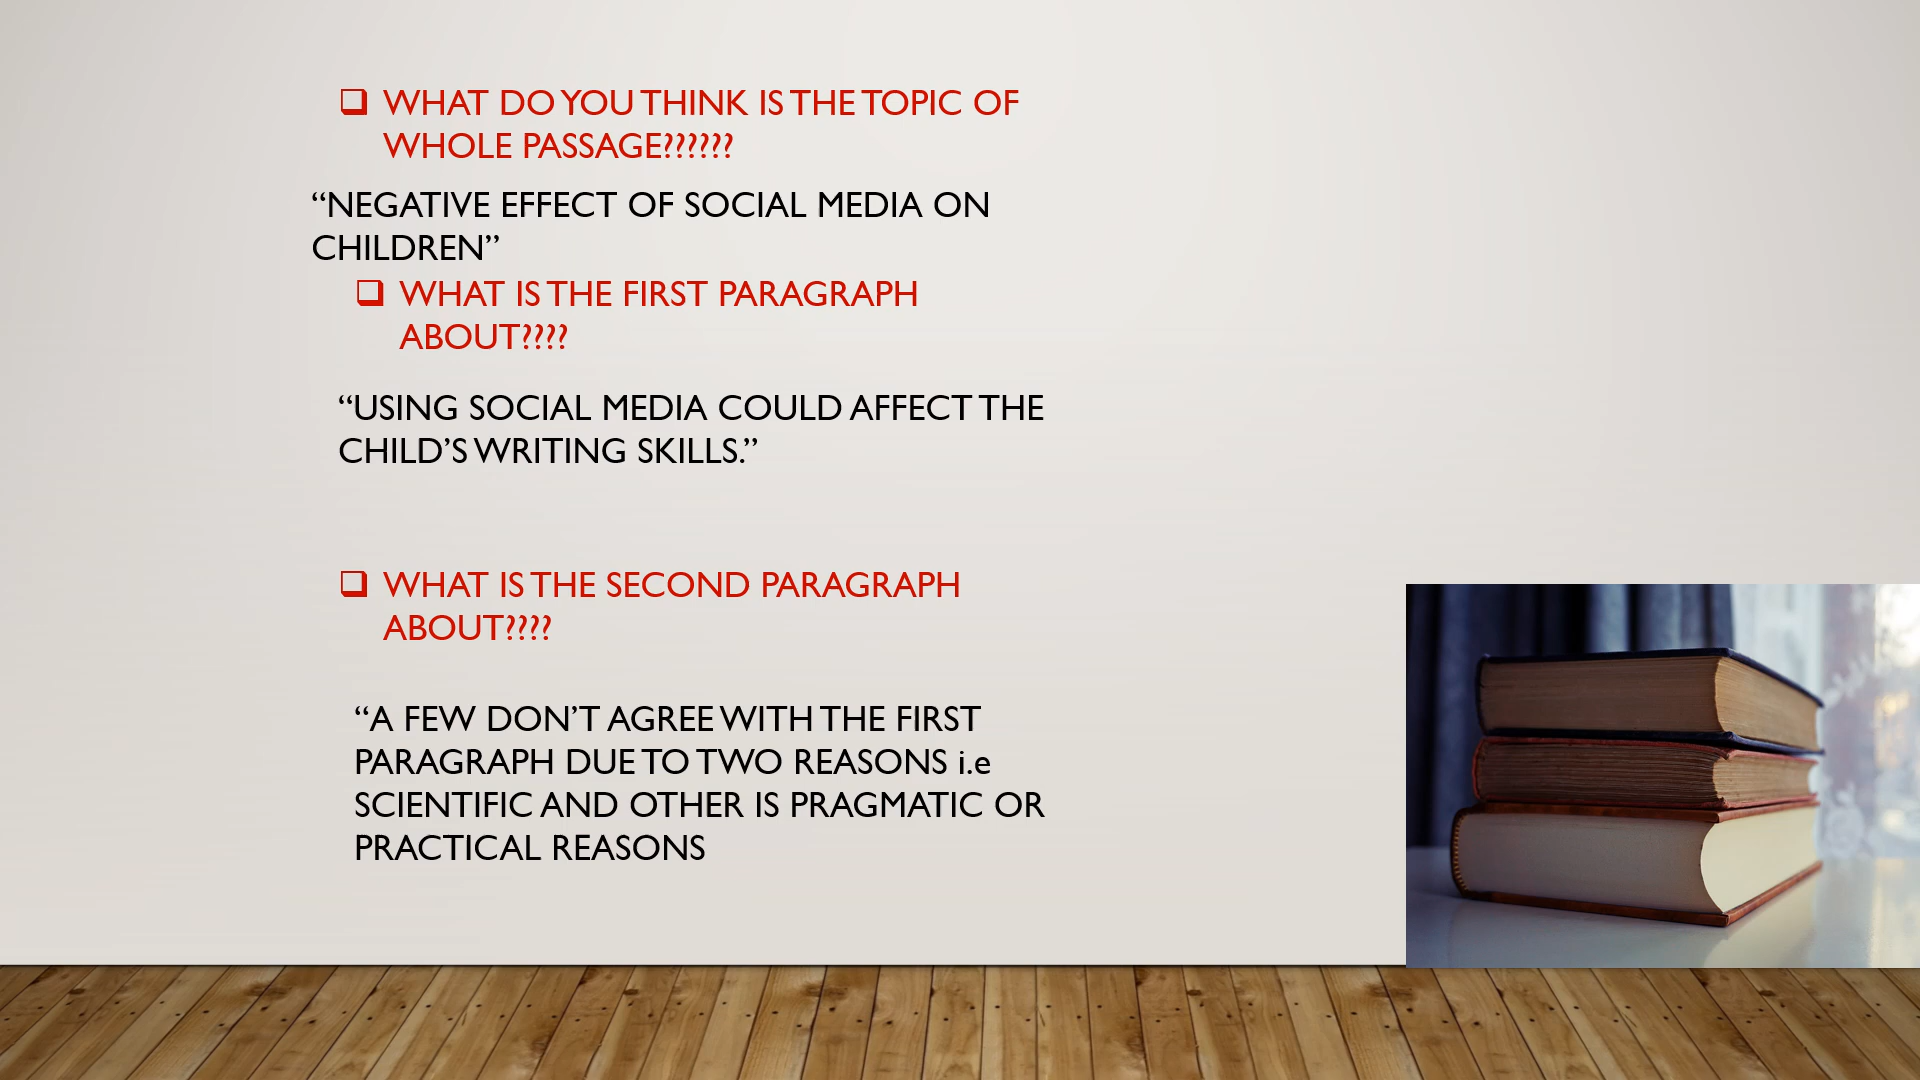 WHAT DO YOU THINK IS THE TOPIC OF
WHOLE PASSAGE??????
“NEGATIVE EFFECT OF SOCIAL MEDIA ON
CHILDREN”
WHAT IS THE FIRST PARAGRAPH
ABOUT????
“USING SOCIAL MEDIA COULD AFFECT THE
CHILD’S WRITING SKILLS.”
WHAT IS THE SECOND PARAGRAPH
ABOUT????
“A FEW DON’T AGREE WITH THE FIRST
PARAGRAPH DUE TO TWO REASONS i.e
SCIENTIFIC AND OTHER IS PRAGMATIC OR
PRACTICAL REASONS